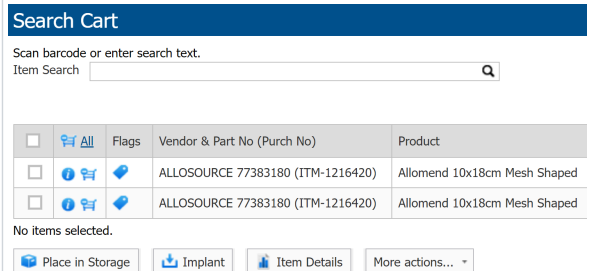 Search Cart
Scan barcode or enter search text.
Item Search
All Flags Vendor & Part No (Purch No) Product
ALLOSOURCE 77383180 (ITM-1216420) Allomend 10x18cm Mesh Shaped
ALLOSOURCE 77383180 (ITM-1216420) Allomend 10x18cm Mesh Shaped
No items selected.
Place in Storage Implant Item Details More actions...